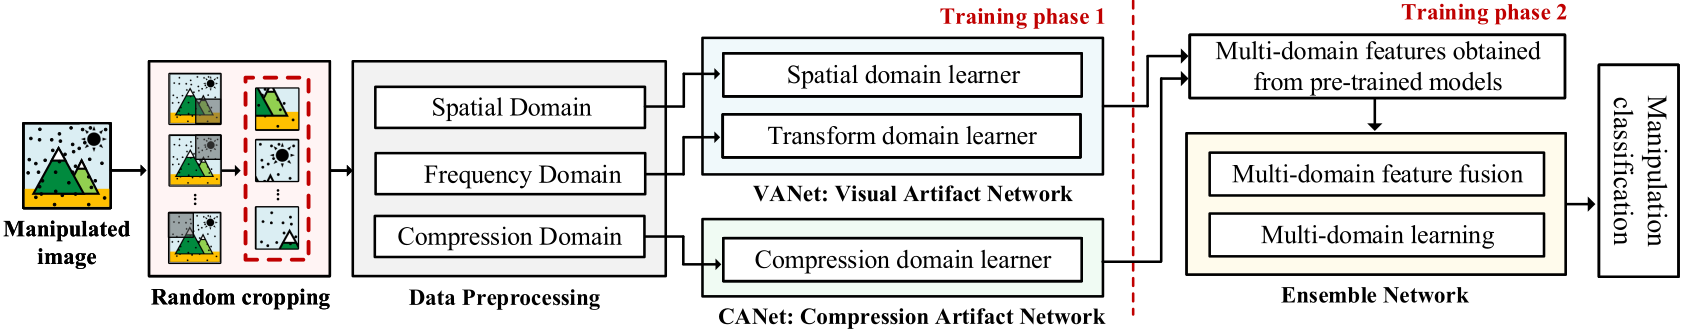 Manipulated
image
Random cropping
Spatial Domain
Frequency Domain
Compression Domain
Data Preprocessing
Training phase 1
Spatial domain learner
Transform domain learner
VANet: Visual Artifact Network
Compression domain learner
CANet: Compression Artifact Network
Training phase 2
Multi-domain features obtained
from pre-trained models
Multi-domain feature fusion
Multi-domain learning
Ensemble Network
Manipulation
classification